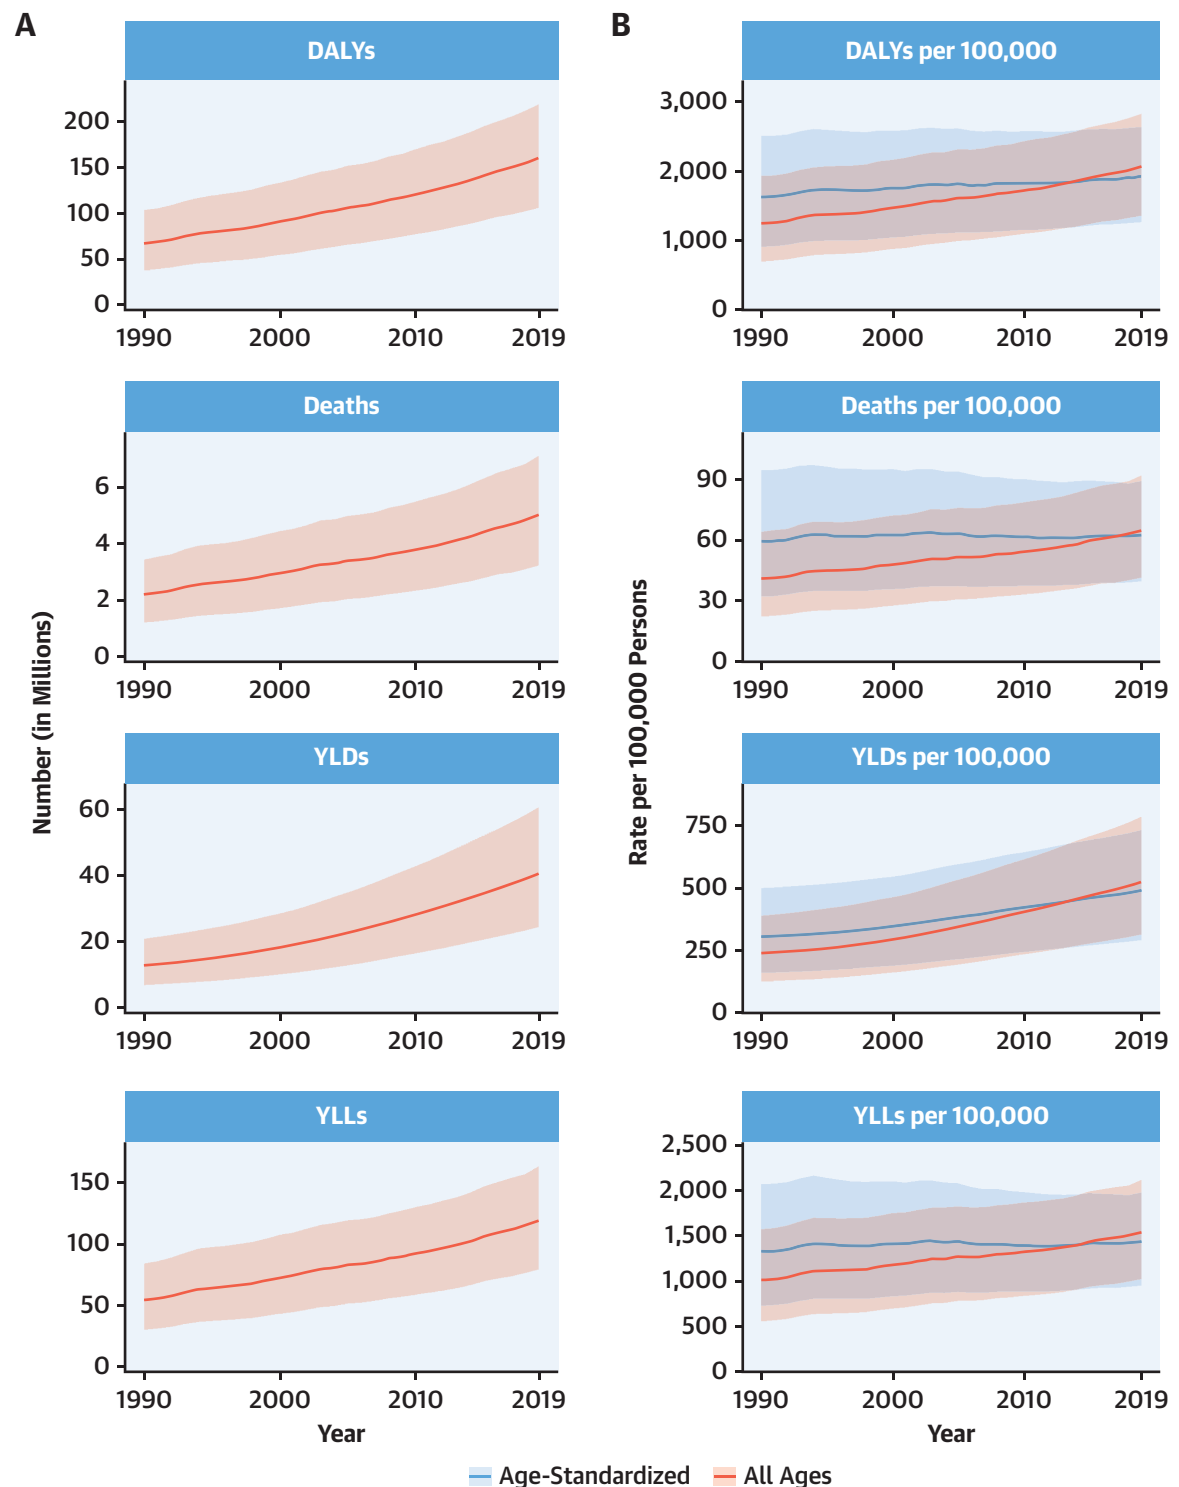 A
DALYs
200
150
100
50
0
1990 2000 2010 2019
Deaths
6
4
2
0
1990 2000 2010 2019
YLDs
60
40
20
0
1990 2000 2010 2019
YLLs
150
100
50
0
1990 2000 2010 2019
Year
Number (in Millions)
B
DALYs per 100,000
3,000
2,000
1,000
0
1990 2000 2010 2019
Deaths per 100,000
90
60
30
0
1990 2000 2010 2019
YLDs per 100,000
750
500
250
0
1990 2000 2010 2019
YLLs per 100,000
2,500
2,000
1,500
1,000
500
0
1990 2000 2010 2019
Year
Rate per 100,000 Persons
Age-Standardized All Ages